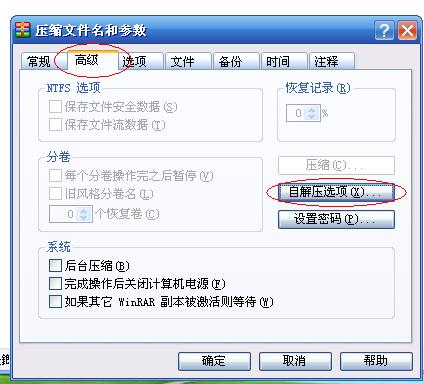 压缩文件名和参数
常规 高级 选项 文件 备份 时间 注释
NTFS 选项
保存文件安全数据(S)
保存文件流数据(T)
恢复记录(R)
0 %
分卷
每个分卷操作完之后暂停(V)
旧风格分卷名(L)
0 个恢复卷(C)
压缩(C)...
自解压选项(X)...
设置密码(P)...
系统
后台压缩(B)
完成操作后关闭计算机电源(F)
如果其它 WinRAR 副本被激活则等待(W)
确定 取消 帮助